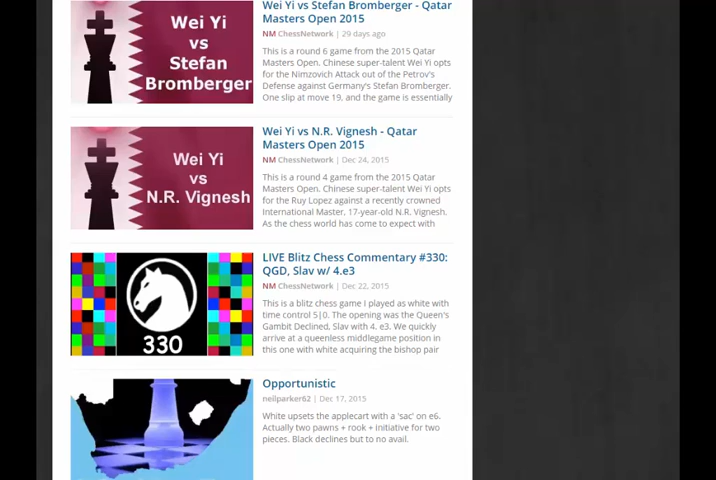 Wei Yi
vs
Stefan
Bromberger
Wei Yi vs Stefan Bromberger - Qatar
Masters Open 2015
NM ChessNetwork | 29 days ago
This is a round 6 game from the 2015 Qatar
Masters Open. Chinese super-talent Wei Yi opts
for the Nimzovich Attack out of the Petrov's
Defense against Germany's Stefan Bromberger.
One slip at move 19, and the game is essentially
Wei Yi
vs
N.R. Vignesh
Wei Yi vs N.R. Vignesh - Qatar
Masters Open 2015
NM ChessNetwork | Dec 24, 2015
This is a round 4 game from the 2015 Qatar
Masters Open. Chinese super-talent Wei Yi opts
for the Ruy Lopez against a recently crowned
International Master, 17-year-old N.R. Vignesh.
As the chess world has come to expect with
330
LIVE Blitz Chess Commentary #330:
QGD, Slav w/ 4.e3
NM ChessNetwork | Dec 22, 2015
This is a blitz chess game I played as white with
time control 5|0. The opening was the Queen's
Gambit Declined, Slav with 4. e3. We quickly
arrive at a queenless middlegame position in
this one with white acquiring the bishop pair
Opportunistic
neilparker62 | Dec 17, 2015
White upsets the applecart with a 'sac' on e6.
Actually two pawns + rook + initiative for two
pieces. Black declines but to no avail.